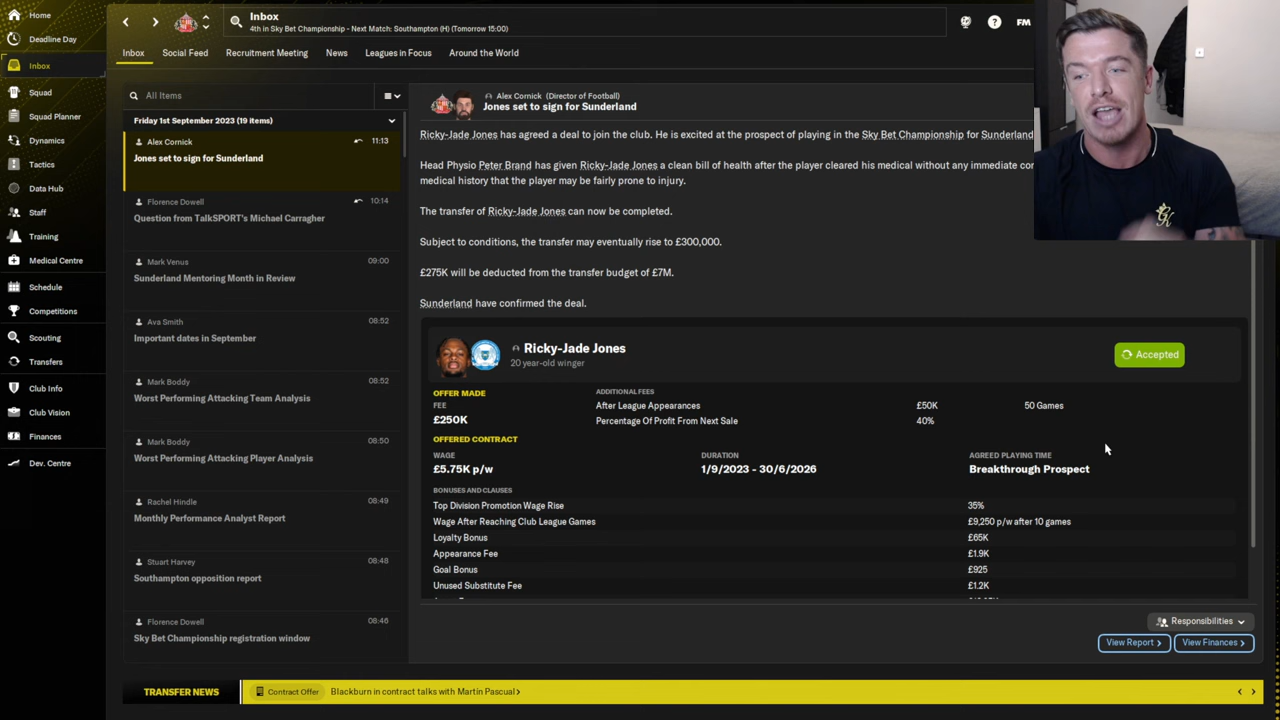 Home
Deadline Day
Inbox
Squad
Squad Planner
Dynamics
Tactics
Data Hub
Staff
Training
Medical Centre
Schedule
Competitions
Scouting
Transfers
Club Info
Club Vision
Finances
Dev. Centre
Inbox
4th in Sky Bet Championship - Next Match: Southampton (H) (Tomorrow 15:00)
FM
Inbox Social Feed Recruitment Meeting News Leagues in Focus Around the World
All Items
Friday 1st September 2023 (19 items)
Alex Cornick 11:13
Jones set to sign for Sunderland
Florence Dowell 10:14
Question from TalkSPORT's Michael Carragher
Mark Venus 09:00
Sunderland Mentoring Month in Review
Ava Smith 08:52
Important dates in September
Mark Boddy 08:52
Worst Performing Attacking Team Analysis
Mark Boddy 08:50
Worst Performing Attacking Player Analysis
Rachel Hindle 08:49
Monthly Performance Analyst Report
Stuart Harvey 08:48
Southampton opposition report
Florence Dowell 08:46
Sky Bet Championship registration window
Alex Cornick (Director of Football)
Jones set to sign for Sunderland
Ricky-Jade Jones has agreed a deal to join the club. He is excited at the prospect of playing in the Sky Bet Championship for Sunderland
Head Physio Peter Brand has given Ricky-Jade Jones a clean bill of health after the player cleared his medical without any immediate
medical history that the player may be fairly prone to injury.
The transfer of Ricky-Jade Jones can now be completed.
Subject to conditions, the transfer may eventually rise to £300,000.
£275K will be deducted from the transfer budget of £7M.
Sunderland have confirmed the deal.
Ricky-Jade Jones
20 year-old winger
Accepted
OFFER MADE ADDITIONAL FEES
FEE After League Appearances £50K 50 Games
£250K Percentage Of Profit From Next Sale 40%
OFFERED CONTRACT
WAGE DURATION AGREED PLAYING TIME
£5.75K p/w 1/9/2023 - 30/6/2026 Breakthrough Prospect
BONUSES AND CLAUSES
Top Division Promotion Wage Rise 35%
Wage After Reaching Club League Games £9,250 p/w after 10 games
Loyalty Bonus £65K
Appearance Fee £1.9K
Goal Bonus £925
Unused Substitute Fee £1.2K
Responsibilities
View Report View Finances
TRANSFER NEWS Contract Offer Blackburn in contract talks with Martin Pascual
GK